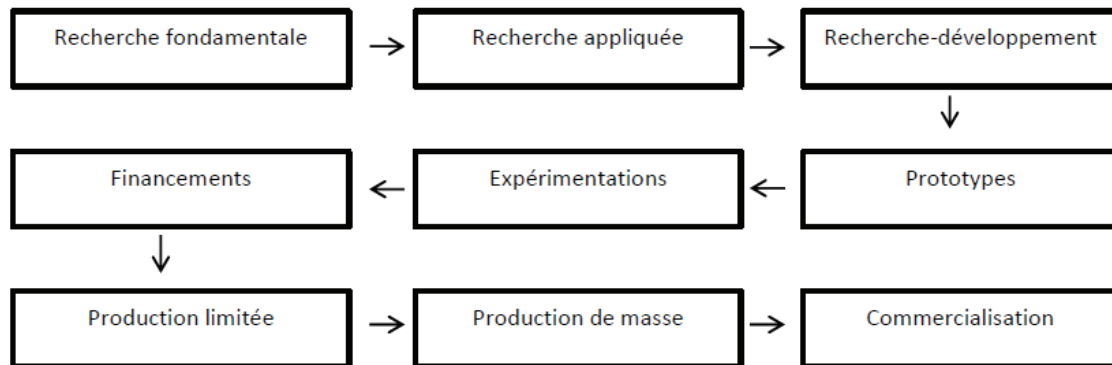 Recherche fondamentale
Recherche appliquée
Recherche-développement
Financements
Expérimentations
Prototypes
Production limitée
Production de masse
Commercialisation